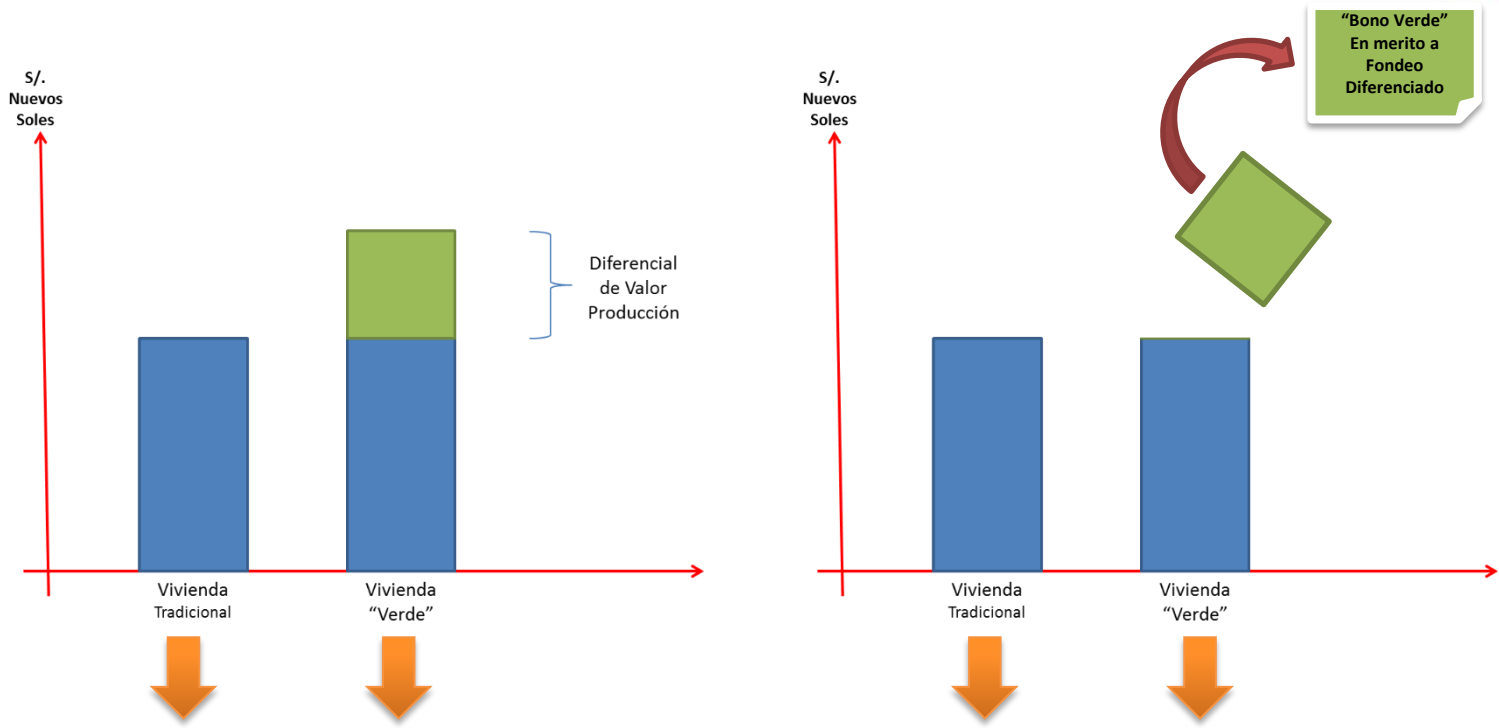 S/.
Nuevos
Soles
Diferencial
de Valor
Producción
Vivienda
Tradicional
Vivienda
“Verde”
“Bono Verde”
En merito a
Fondeo
Diferenciado
S/.
Nuevos
Soles
Vivienda
Tradicional
Vivienda
“Verde”